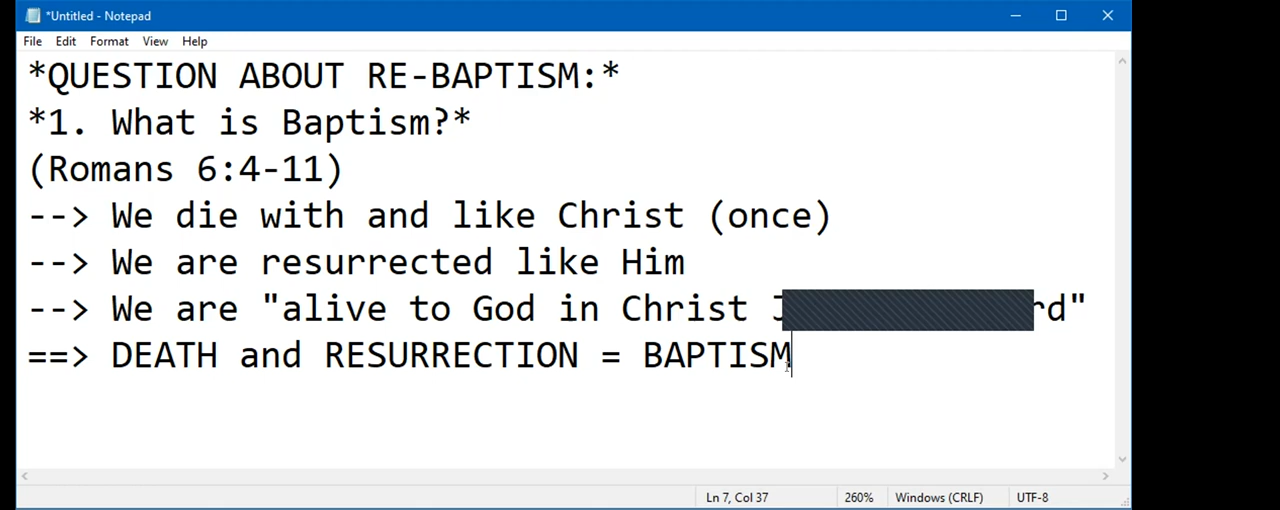 *Untitled - Notepad
File Edit Format View Help
*QUESTION ABOUT RE-BAPTISM:*
*1. What is Baptism?*
(Romans 6:4-11)
--> We die with and like Christ (once)
--> We are resurrected like Him
--> We are "alive to God in Christ
==> DEATH and RESURRECTION = BAPTISM
Ln 7, Col 37 260% Windows (CRLF) UTF-8